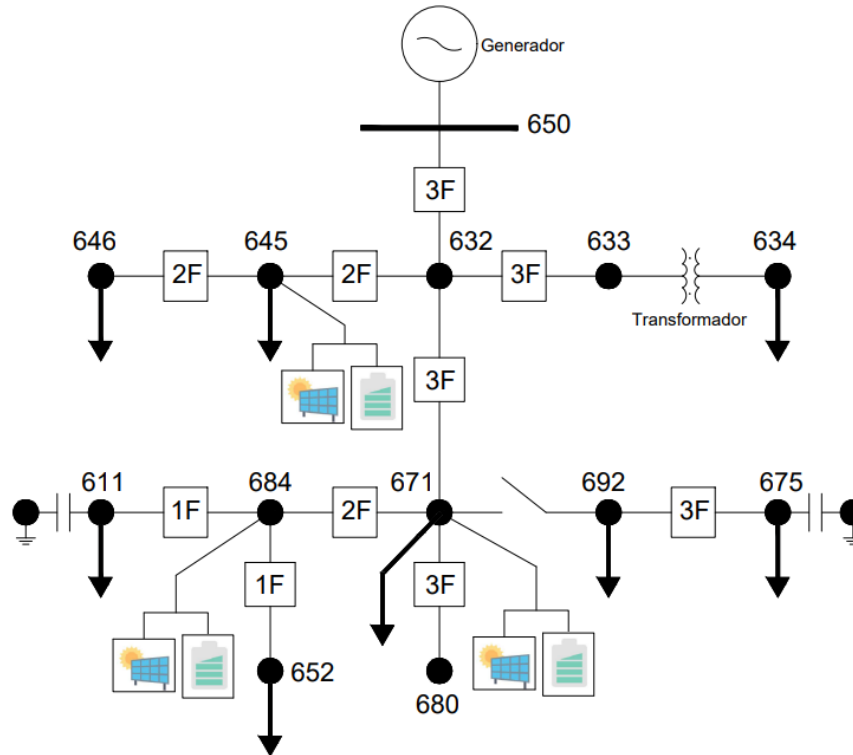 Generador
650
3F
646
2F
645
2F
632
3F
633
634
Transformador
3F
611
1F
684
2F
671
692
3F
675
1F
3F
652
680